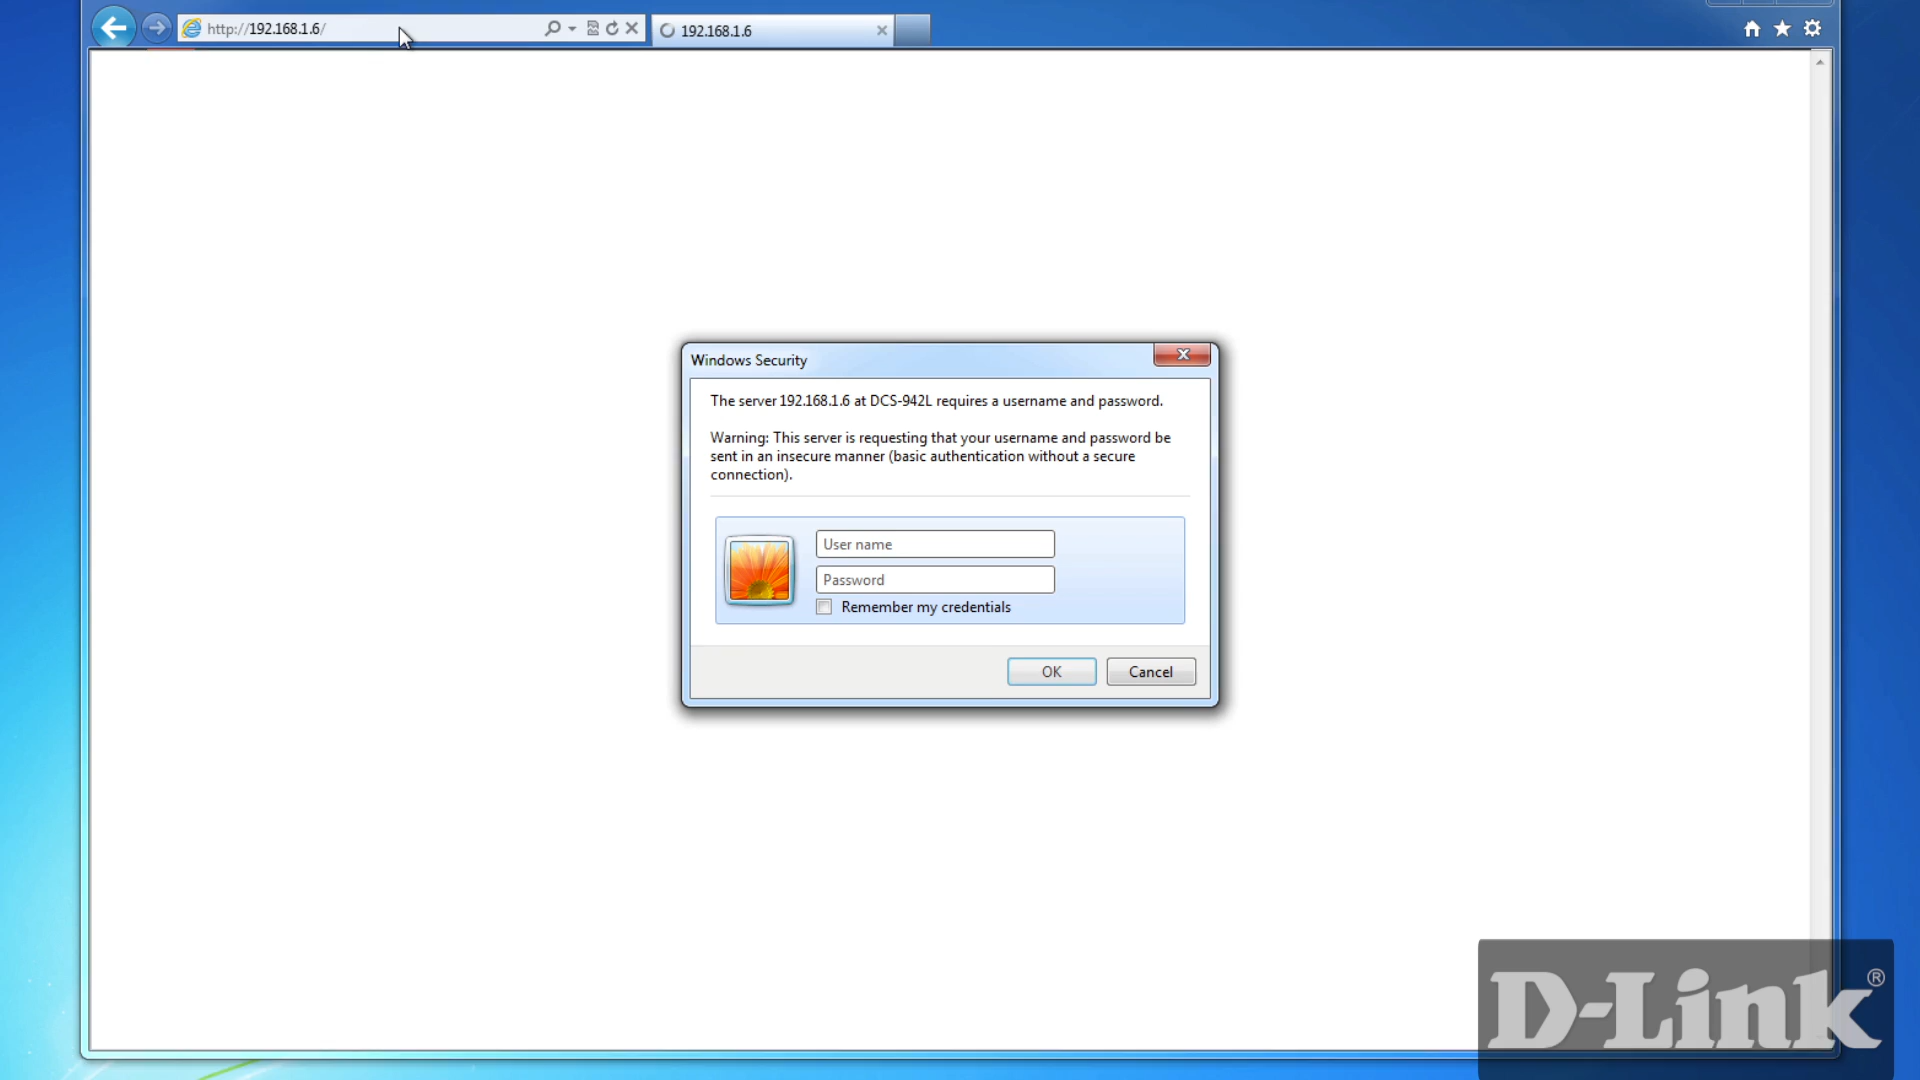 http://192.168.1.6/
192.168.1.6
Windows Security
The server 192.168.1.6 at DCS-942L requires a username and password.
Warning: This server is requesting that your username and password be
sent in an insecure manner (basic authentication without a secure
connection).
User name
Password
Remember my credentials
OK
Cancel
D-Link®